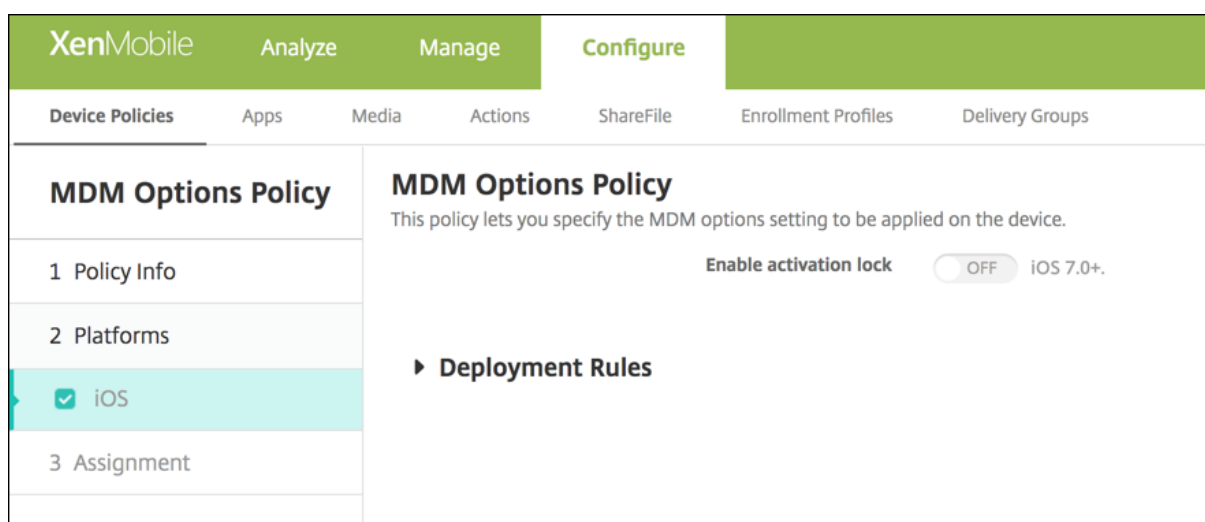 XenMobile Analyze Manage Configure
Device Policies Apps Media Actions ShareFile Enrollment Profiles Delivery Groups
MDM Options Policy
1 Policy Info
2 Platforms
iOS
3 Assignment
MDM Options Policy
This policy lets you specify the MDM options setting to be applied on the device.
Enable activation lock OFF iOS 7.0+.
Deployment Rules